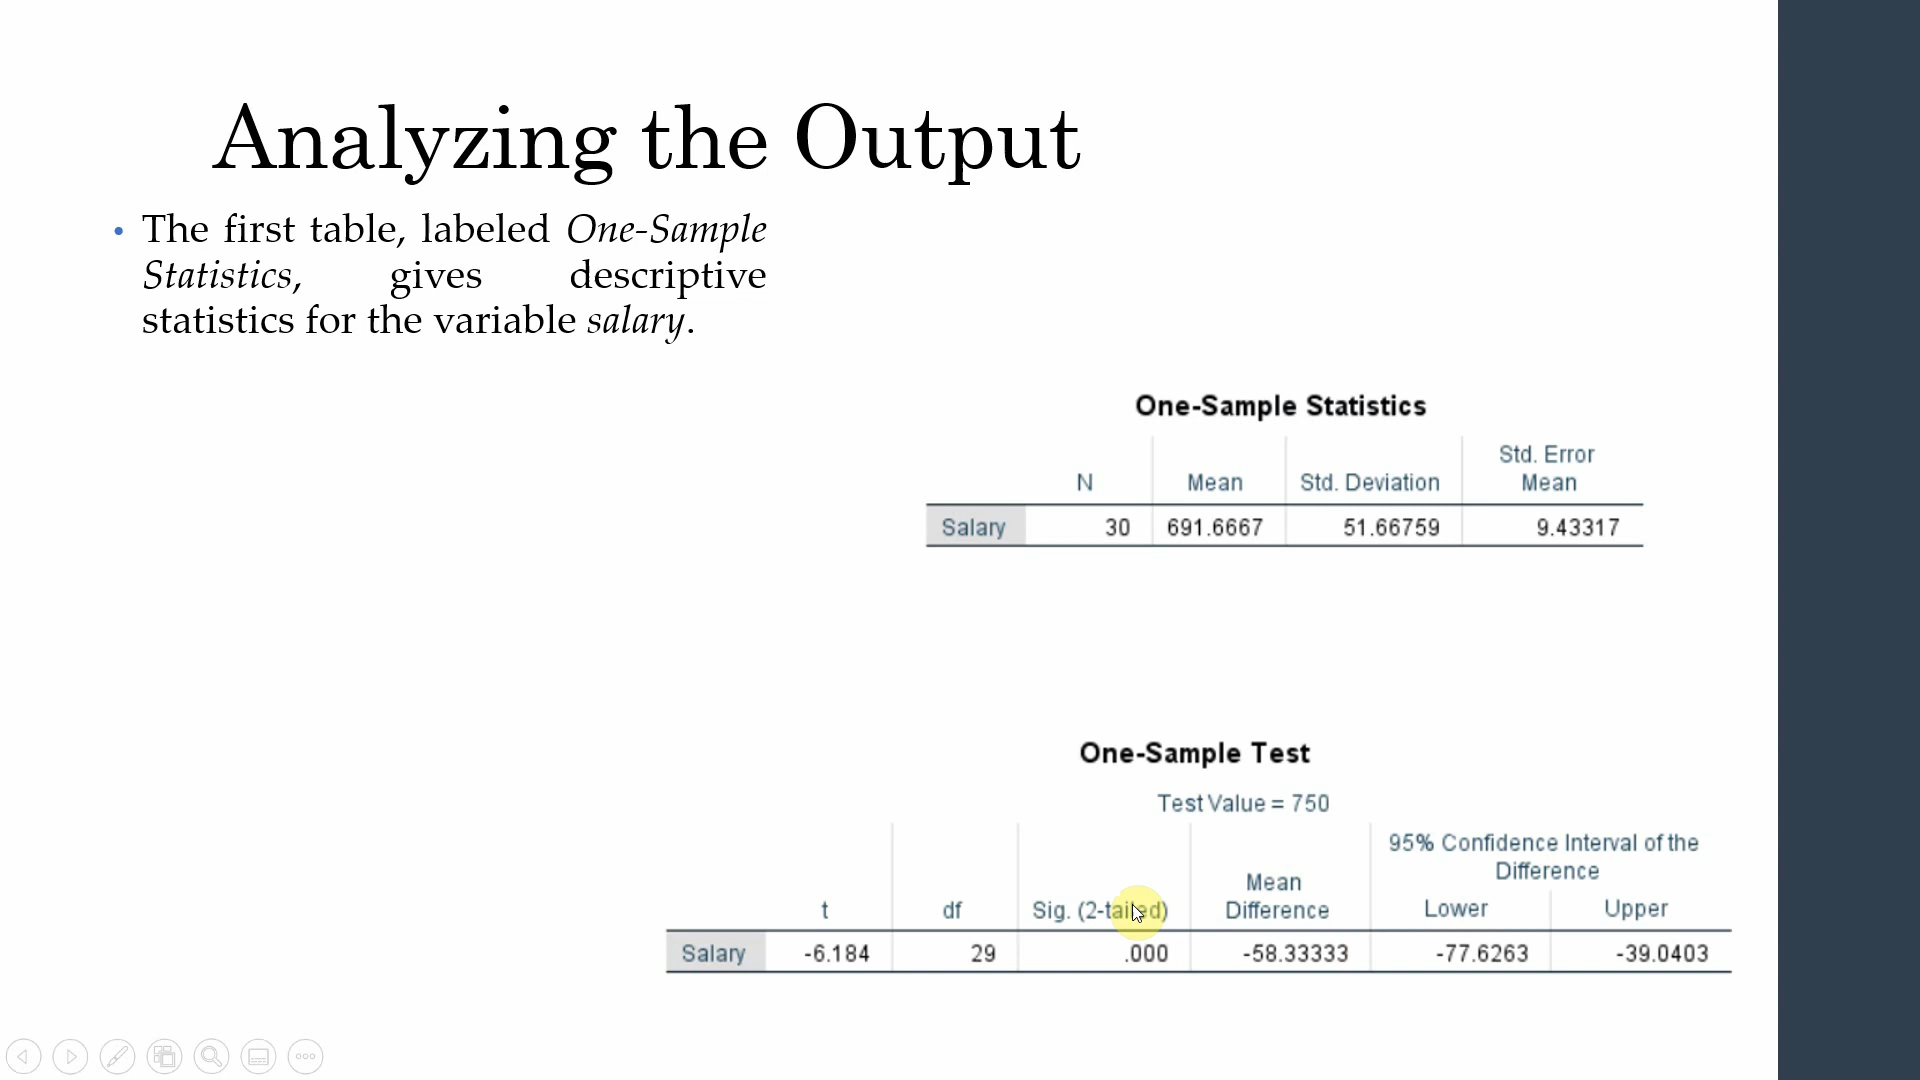 Analyzing the Output
• The first table, labeled One-Sample
Statistics, gives descriptive
statistics for the variable salary.
One-Sample Statistics
N Mean Std. Deviation Std. Error Mean
Salary 30 691.6667 51.66759 9.43317
One-Sample Test
Test Value = 750
95% Confidence Interval of the
Difference
t df Sig. (2-tailed) Mean Difference Lower Upper
Salary -6.184 29 .000 -58.33333 -77.6263 -39.0403